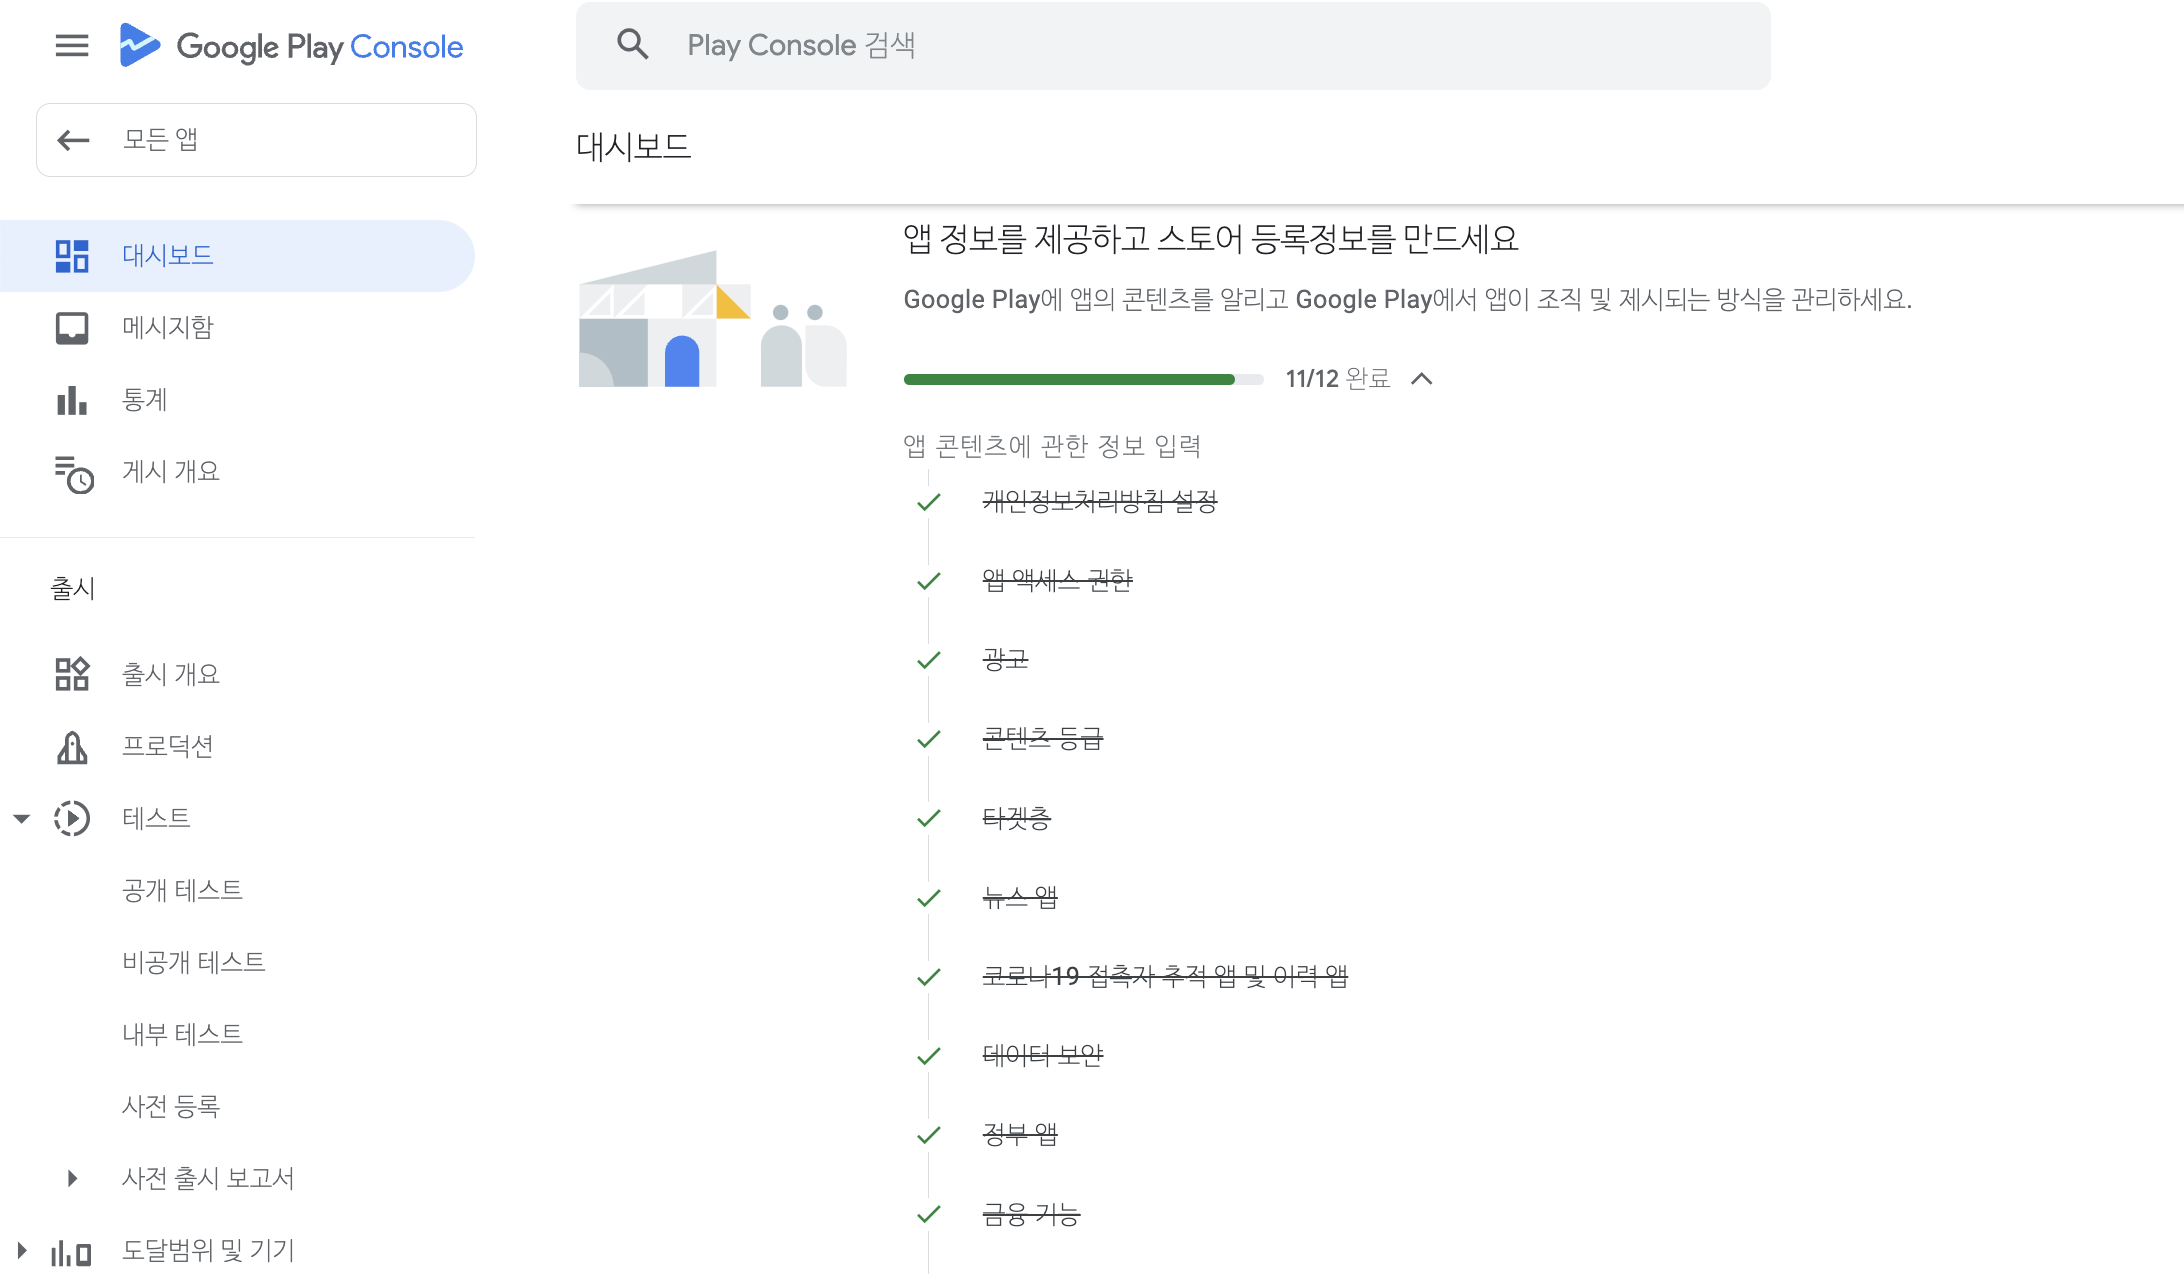 Google Play Console
Play Console 검색
모든 앱
대시보드
대시보드
메시지함
통계
게시 개요
출시
출시 개요
프로덕션
테스트
공개 테스트
비공개 테스트
내부 테스트
사전 등록
사전 출시 보고서
도달범위 및 기기
앱 정보를 제공하고 스토어 등록정보를 만드세요
Google Play에 앱의 콘텐츠를 알리고 Google Play에서 앱이 조직 및 제시되는 방식을 관리하세요.
11/12 완료
앱 콘텐츠에 관한 정보 입력
개인정보처리방침 설정
앱 액세스 권한
광고
콘텐츠 등급
타겟층
뉴스 앱
코로나19 접촉자 추적 앱 및 이력 앱
데이터 보안
정부 앱
금융 기능